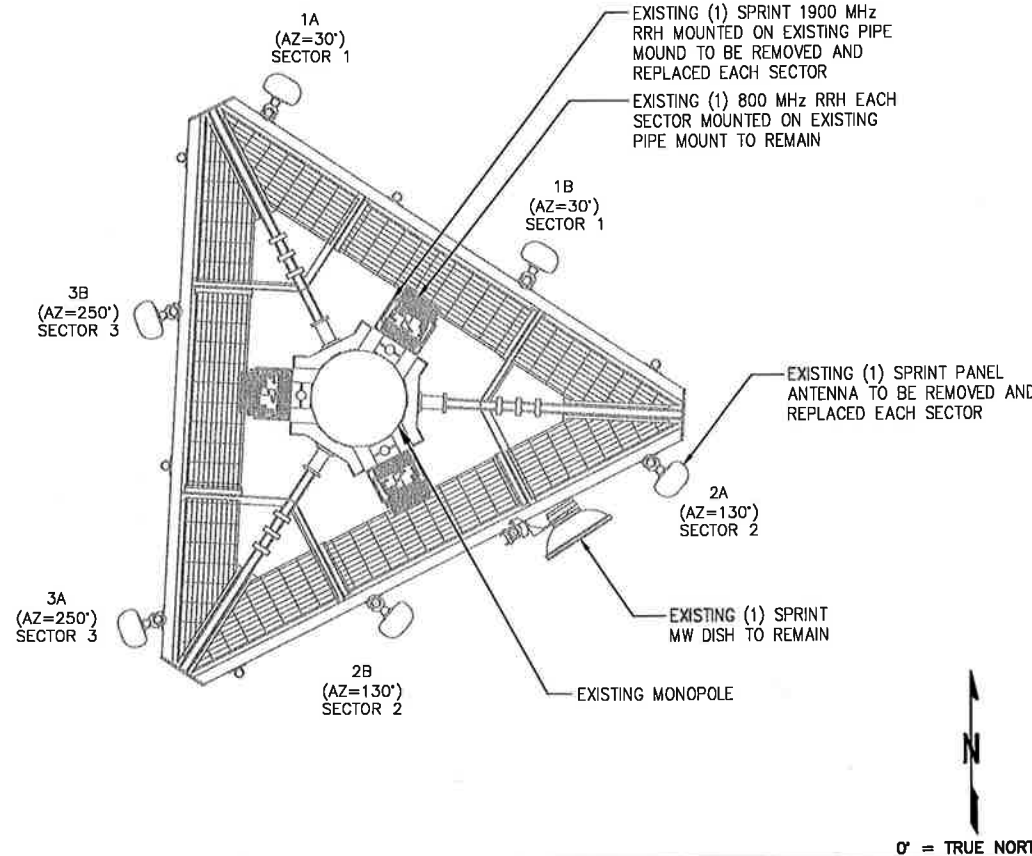 1A
(AZ=30°)
SECTOR 1
EXISTING (1) SPRINT 1900 MHz
RRH MOUNTED ON EXISTING PIPE
MOUND TO BE REMOVED AND
REPLACED EACH SECTOR
EXISTING (1) 800 MHz RRH EACH
SECTOR MOUNTED ON EXISTING
PIPE MOUNT TO REMAIN
1B
(AZ=30°)
SECTOR 1
3B
(AZ=250°)
SECTOR 3
EXISTING (1) SPRINT PANEL
ANTENNA TO BE REMOVED AND
REPLACED EACH SECTOR
2A
(AZ=130°)
SECTOR 2
3A
(AZ=250°)
SECTOR 3
EXISTING (1) SPRINT
MW DISH TO REMAIN
2B
(AZ=130°)
SECTOR 2
EXISTING MONOPOLE
N
0° = TRUE NORT